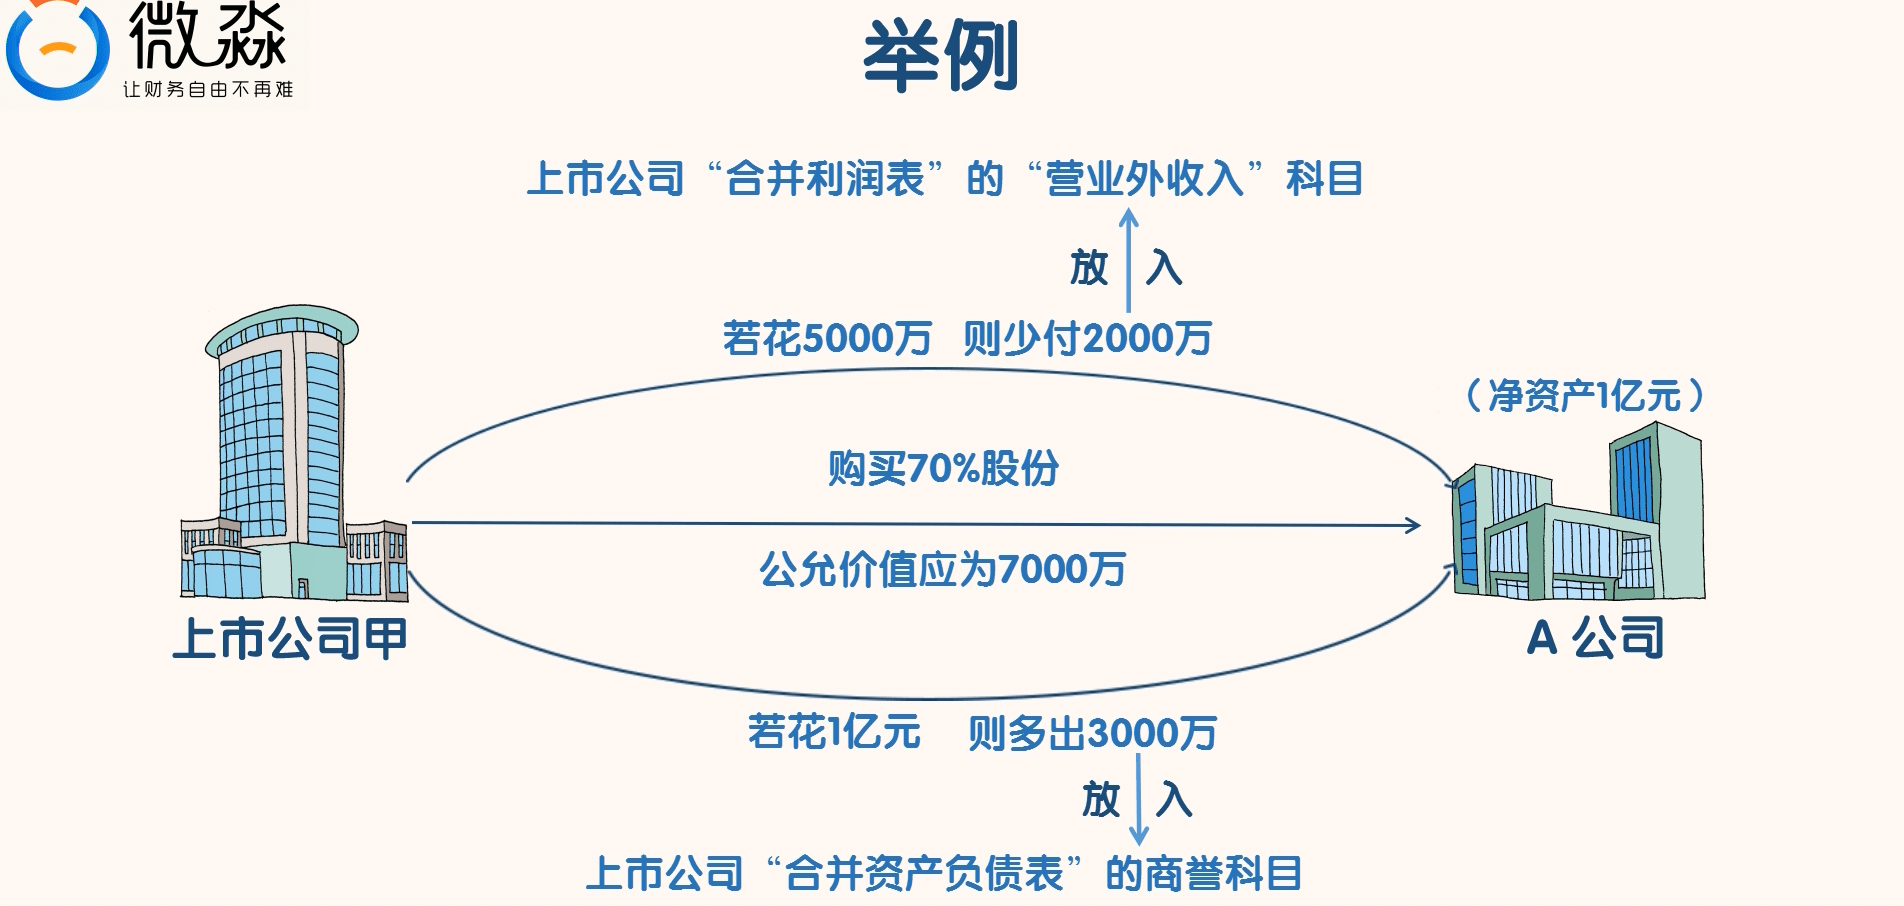 微淼
让财务自由不再难
举例
上市公司“合并利润表”的“营业外收入”科目
放 入
若花5000万 则少付2000万
（净资产1亿元）
购买70%股份
公允价值应为7000万
上市公司甲
A 公司
若花1亿元 则多出3000万
放 入
上市公司“合并资产负债表”的商誉科目